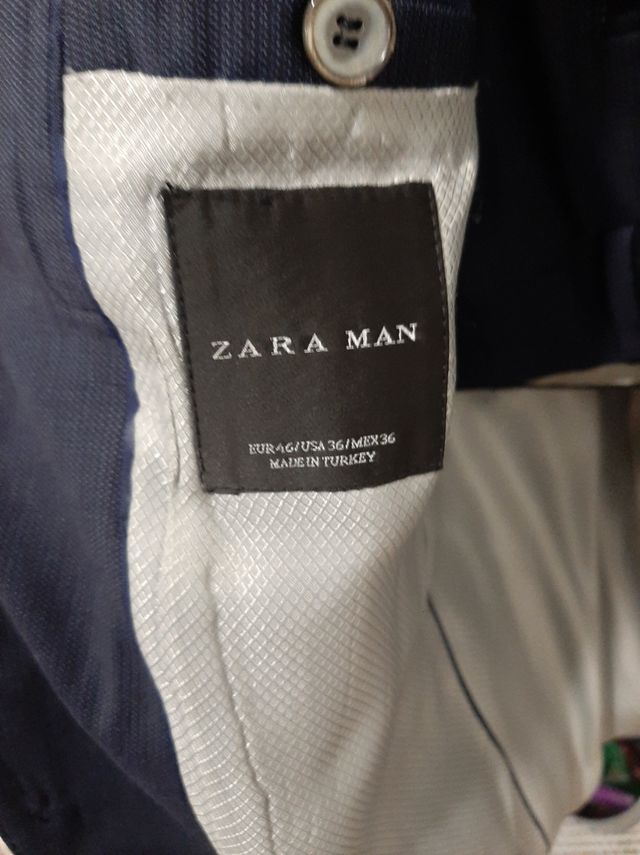 ZARA MAN
EUR 46/USA 36/MEX 36
MADE IN TURKEY